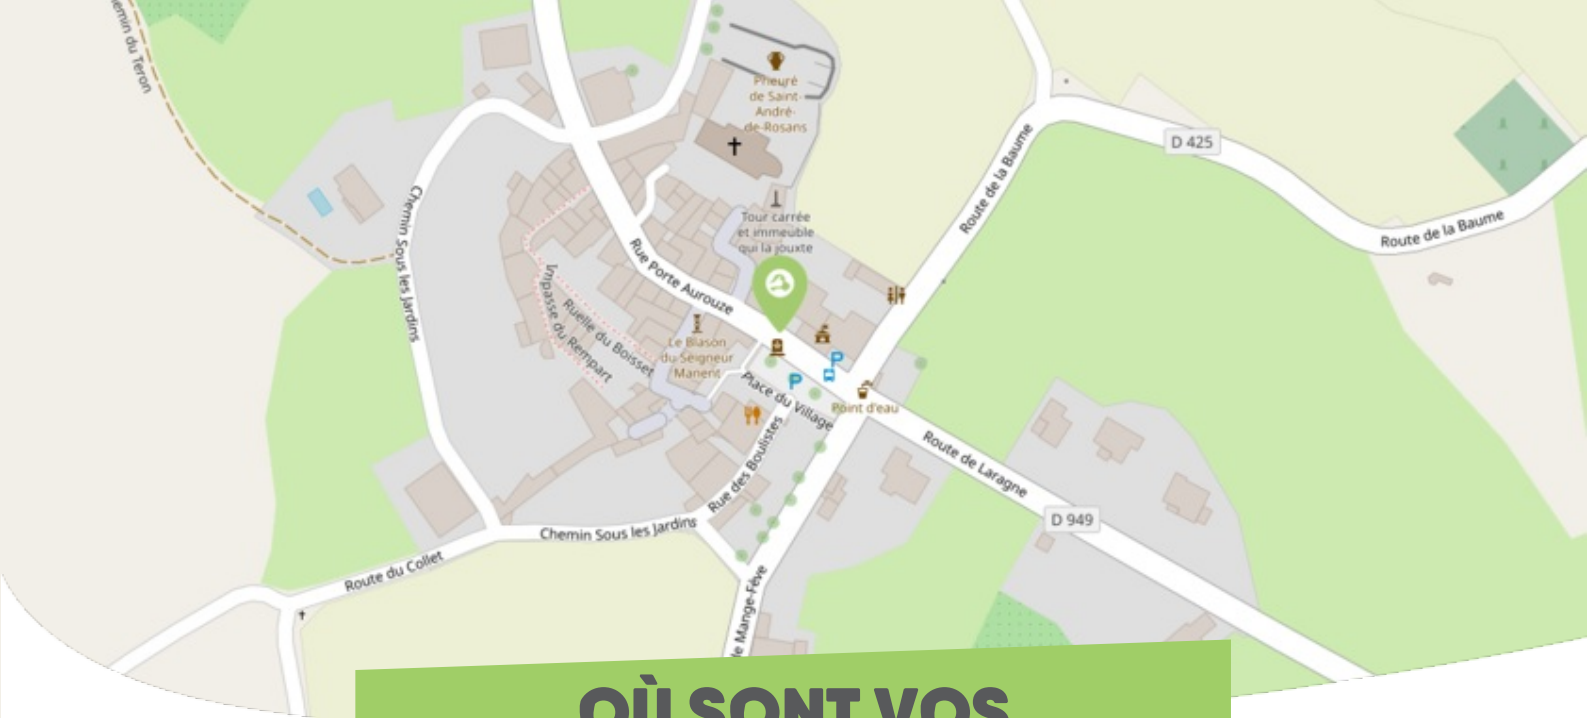 emin du Teron
Prieuré
de Saint-
André-
de-Rosans
D 425
Route de la Baume
Route de la Baume
Chemin Sous les Jardins
Tour carrée
et immeuble
qui la jouxte
Rue Porte Aurouze
Impasse du Rempart
Ruelle du Boisset
Le Blason
du Seigneur
Manent
P
P
Place du Village
Point d'eau
Rue des Boulistes
Route de Laragne
D 949
Chemin Sous les Jardins
Route du Collet
de Mange-Fève
OÙ SONT VOS